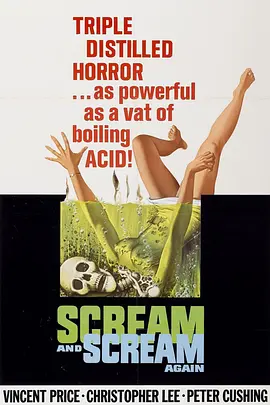 TRIPLE
DISTILLED
HORROR
...as powerful
as a vat of
boiling
ACID!
SCREAM
AND SCREAM
AGAIN
VINCENT PRICE · CHRISTOPHER LEE · PETER CUSHING